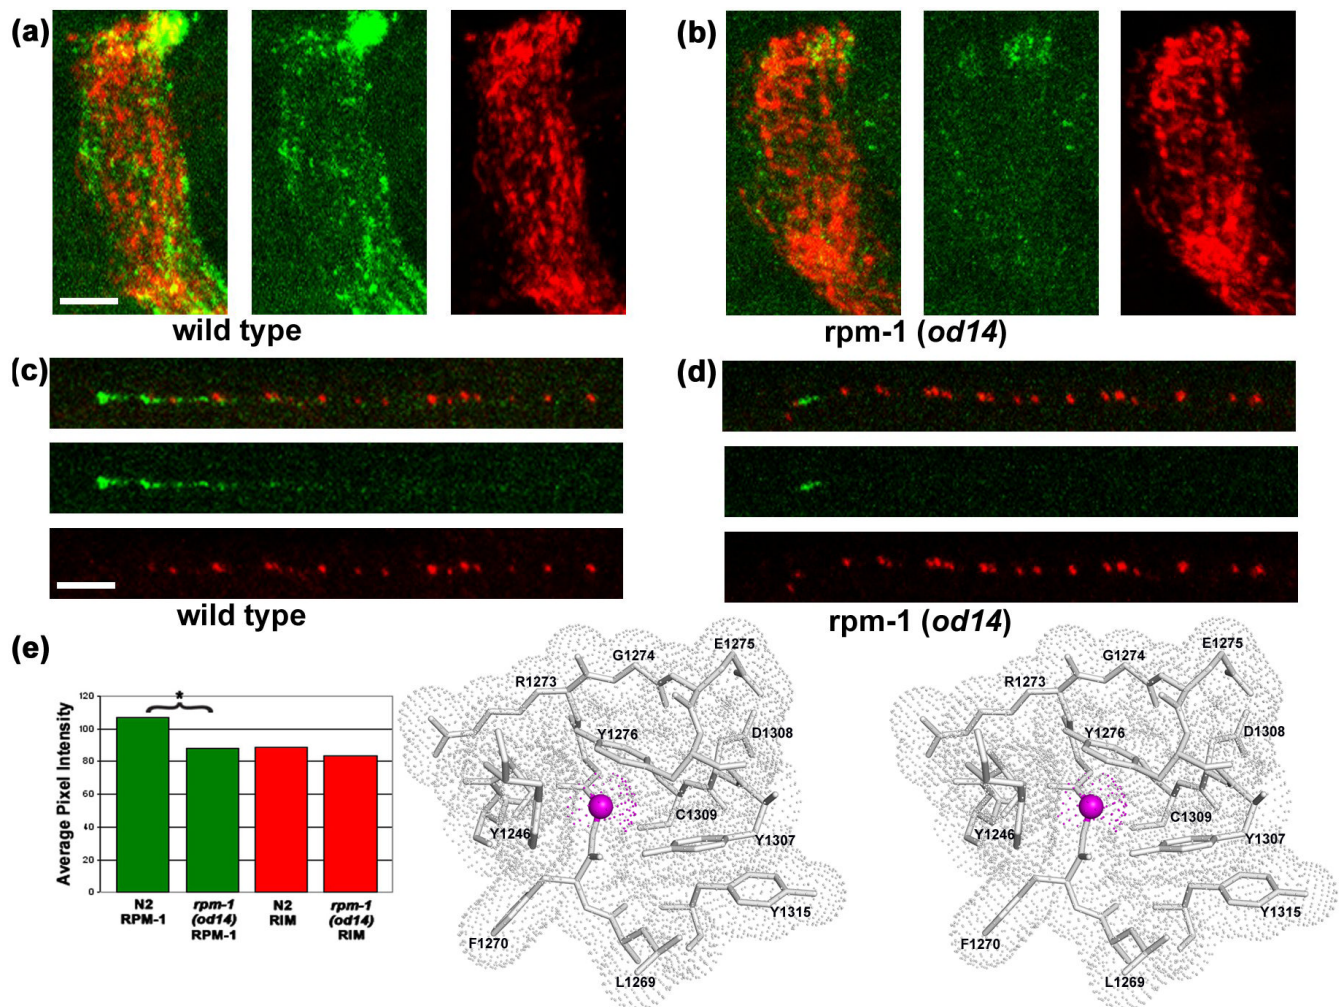 (a)
(b)
wild type
rpm-1 (od14)
(c)
(d)
wild type
rpm-1 (od14)
(e)
Average Pixel Intensity
120
100
80
60
40
20
0
*
N2
RPM-1
rpm-1
(od14)
RPM-1
N2
RIM
rpm-1
(od14)
RIM
G1274
E1275
R1273
Y1276
D1308
C1309
Y1246
Y1307
Y1315
F1270
L1269
G1274
E1275
R1273
Y1276
D1308
C1309
Y1246
Y1307
Y1315
F1270
L1269